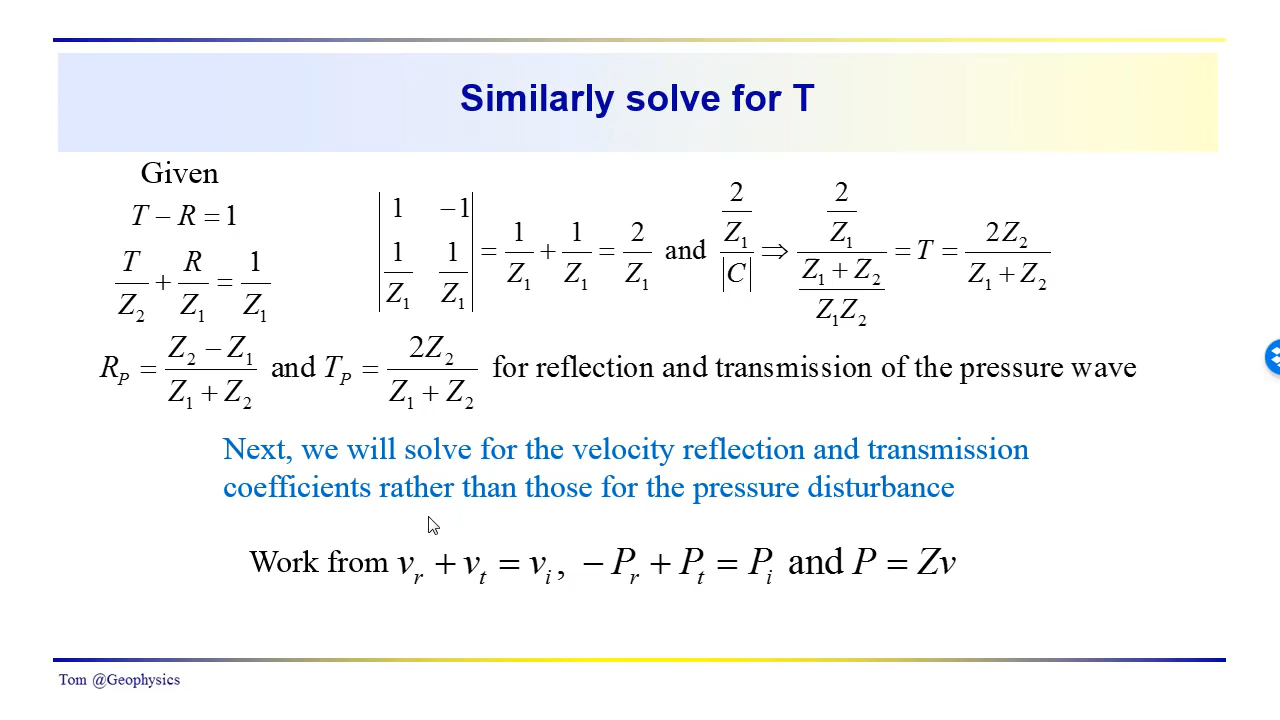 Similarly solve for T
Given
T − R = 1
T/Z₂ + R/Z₁ = 1/Z₁
|1 −1; 1/Z₁ 1/Z₁| = 1/Z₁ + 1/Z₁ = 2/Z₁ and (2/Z₁)/|C| ⇒ (2/Z₁)/((Z₁ + Z₂)/(Z₁Z₂)) = T = 2Z₂/(Z₁ + Z₂)
R_P = (Z₂ − Z₁)/(Z₁ + Z₂) and T_P = 2Z₂/(Z₁ + Z₂) for reflection and transmission of the pressure wave
Next, we will solve for the velocity reflection and transmission
coefficients rather than those for the pressure disturbance
Work from v_r + v_t = v_i, − P_r + P_t = P_i and P = Zv
Tom @Geophysics